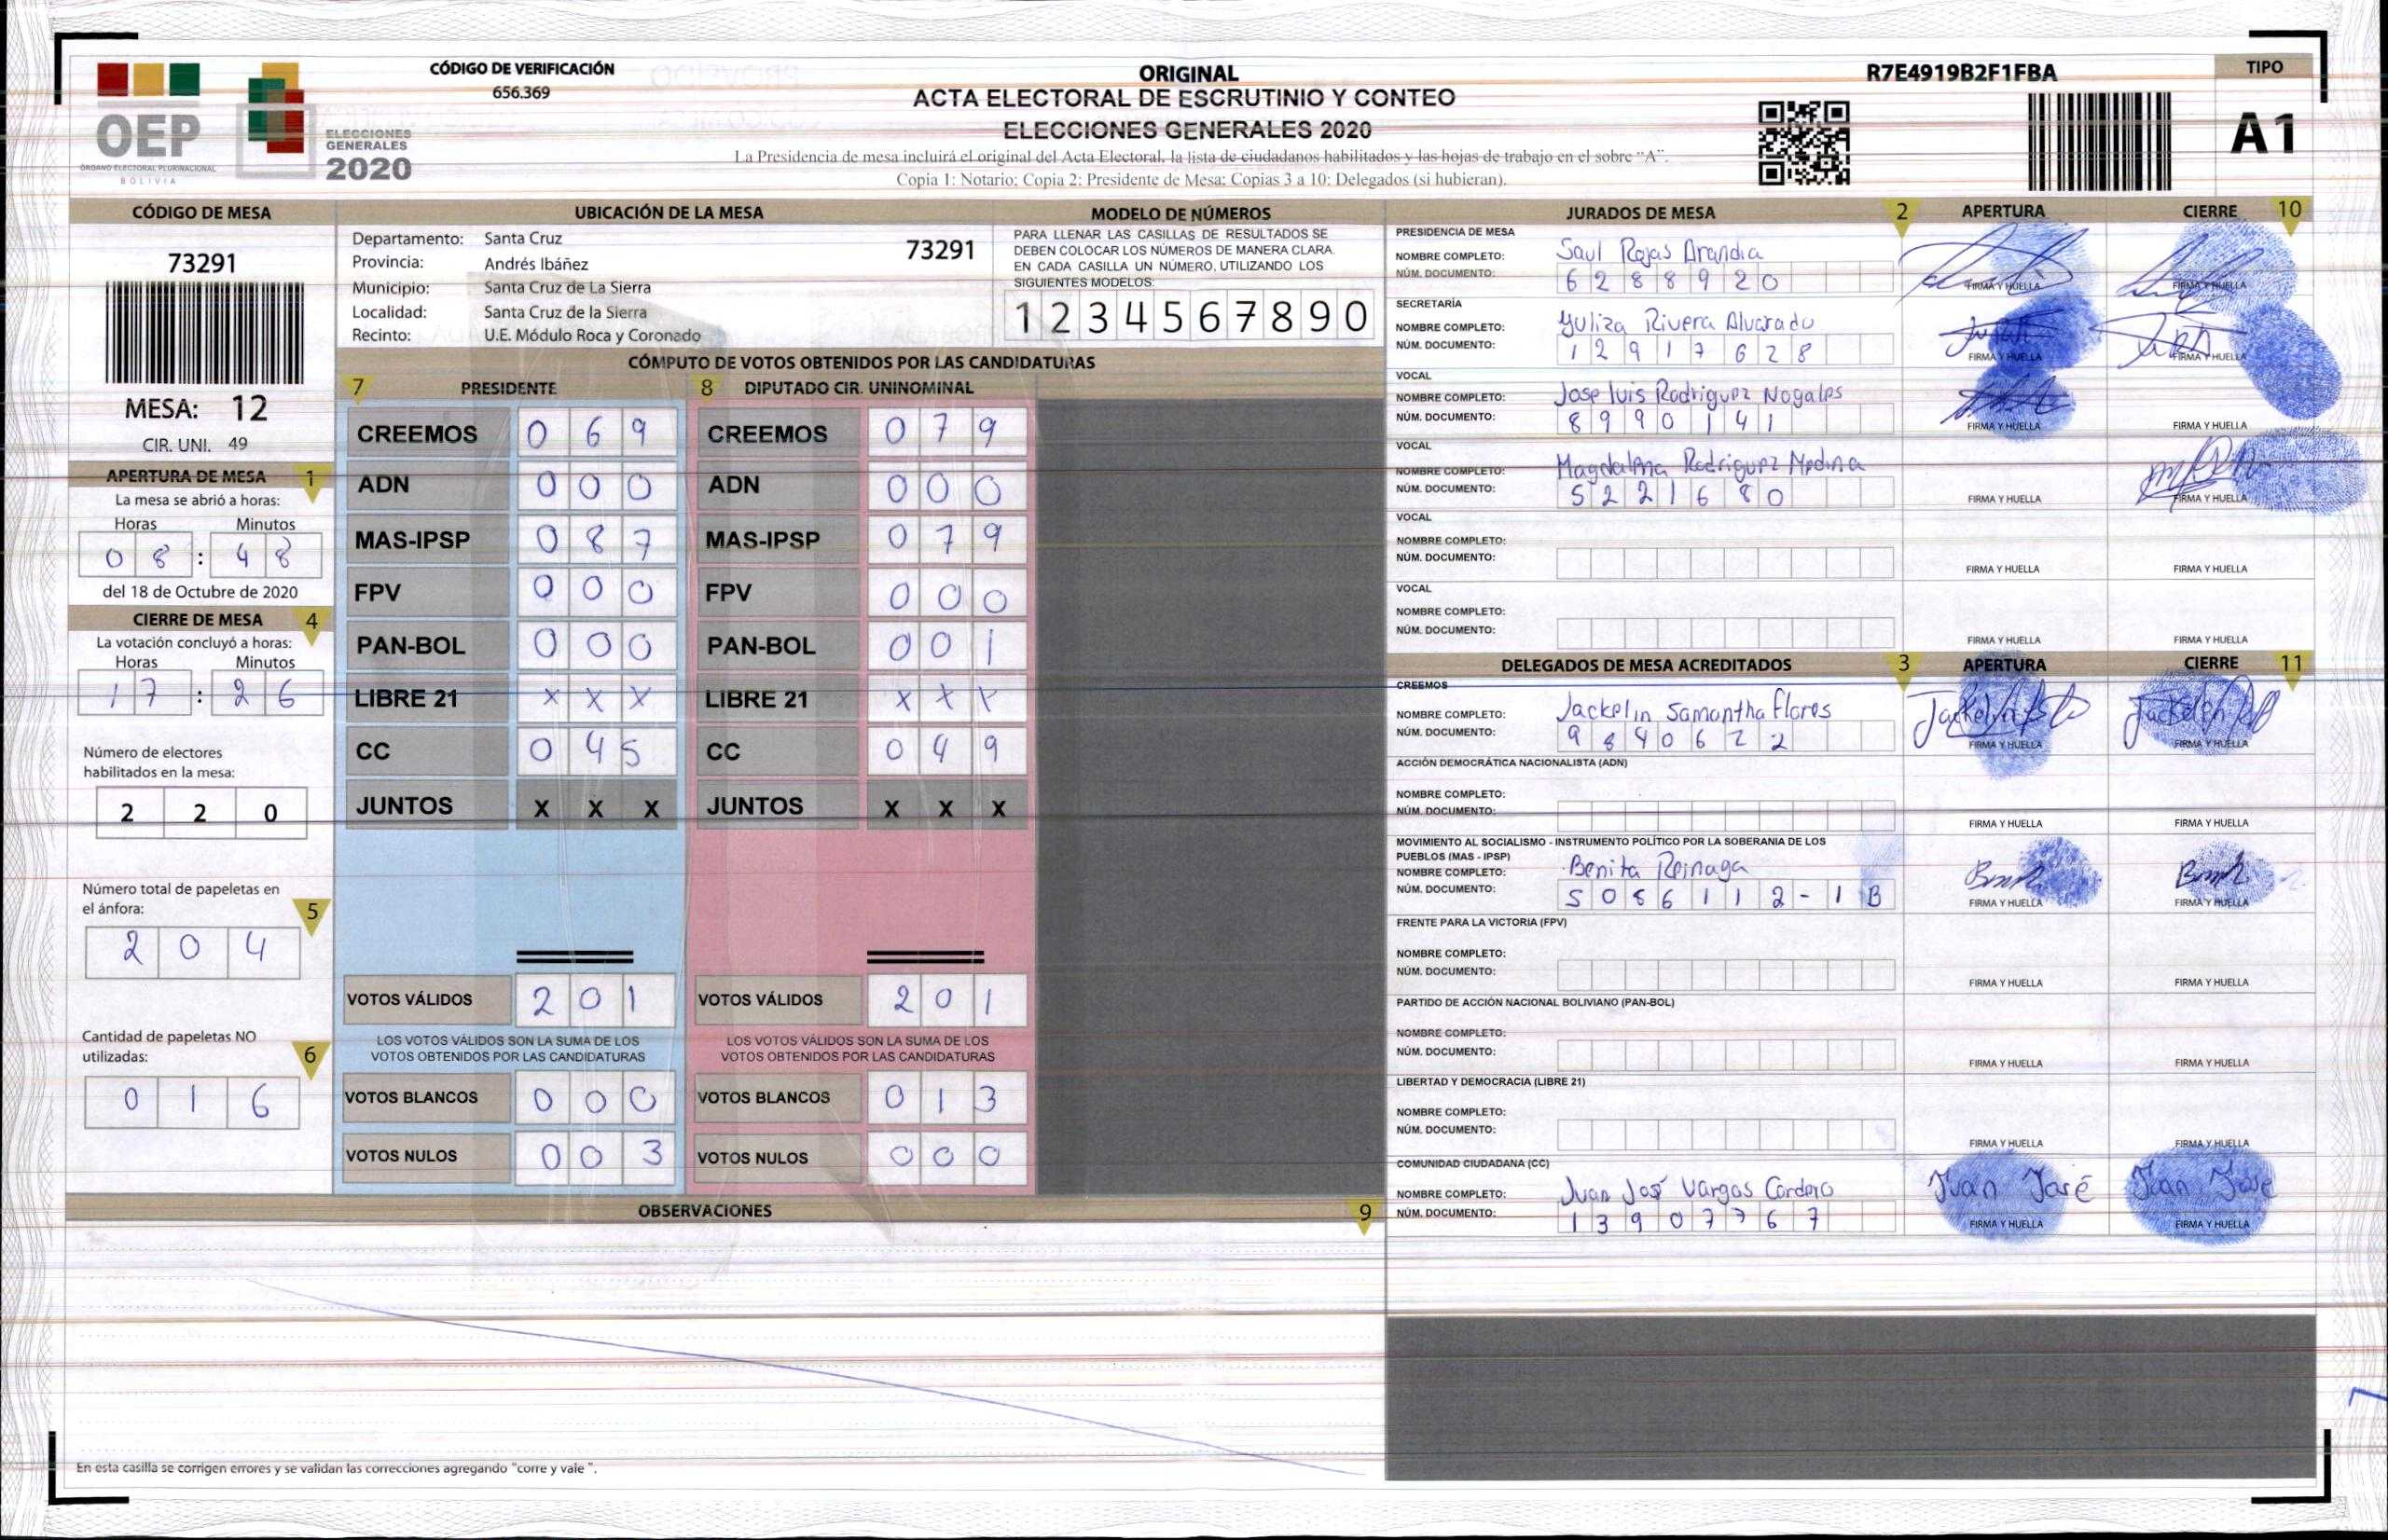 CÓDIGO DE VERIFICACIÓN
656.369
ORIGINAL
ACTA ELECTORAL DE ESCRUTINIO Y CONTEO
ELECCIONES GENERALES 2020
La Presidencia de mesa incluirá el original del Acta Electoral, la lista de ciudadanos habilitados y las hojas de trabajo en el sobre "A".
Copia 1: Notario; Copia 2: Presidente de Mesa; Copias 3 a 10: Delegados (si hubieran).
R7E4919B2F1FBA
TIPO
A1
OEP
ÓRGANO ELECTORAL PLURINACIONAL
BOLIVIA
ELECCIONES
GENERALES
2020
CÓDIGO DE MESA
73291
MESA: 12
CIR. UNI. 49
APERTURA DE MESA 1
La mesa se abrió a horas:
Horas Minutos
0 8 : 4 8
del 18 de Octubre de 2020
CIERRE DE MESA 4
La votación concluyó a horas:
Horas Minutos
1 7 : 2 6
Número de electores
habilitados en la mesa:
2 2 0
Número total de papeletas en
el ánfora: 5
2 0 4
Cantidad de papeletas NO
utilizadas: 6
0 1 6
UBICACIÓN DE LA MESA
Departamento: Santa Cruz 73291
Provincia: Andrés Ibáñez
Municipio: Santa Cruz de La Sierra
Localidad: Santa Cruz de la Sierra
Recinto: U.E. Módulo Roca y Coronado
MODELO DE NÚMEROS
PARA LLENAR LAS CASILLAS DE RESULTADOS SE
DEBEN COLOCAR LOS NÚMEROS DE MANERA CLARA.
EN CADA CASILLA UN NÚMERO, UTILIZANDO LOS
SIGUIENTES MODELOS:
1 2 3 4 5 6 7 8 9 0
CÓMPUTO DE VOTOS OBTENIDOS POR LAS CANDIDATURAS
7 PRESIDENTE 8 DIPUTADO CIR. UNINOMINAL
CREEMOS 0 6 9 CREEMOS 0 7 9
ADN 0 0 0 ADN 0 0 0
MAS-IPSP 0 8 7 MAS-IPSP 0 7 9
FPV 0 0 0 FPV 0 0 0
PAN-BOL 0 0 0 PAN-BOL 0 0 1
LIBRE 21 X X X LIBRE 21 X X X
CC 0 4 5 CC 0 4 9
JUNTOS X X X JUNTOS X X X
VOTOS VÁLIDOS 2 0 1 VOTOS VÁLIDOS 2 0 1
LOS VOTOS VÁLIDOS SON LA SUMA DE LOS LOS VOTOS VÁLIDOS SON LA SUMA DE LOS
VOTOS OBTENIDOS POR LAS CANDIDATURAS VOTOS OBTENIDOS POR LAS CANDIDATURAS
VOTOS BLANCOS 0 0 0 VOTOS BLANCOS 0 1 3
VOTOS NULOS 0 0 3 VOTOS NULOS 0 0 0
OBSERVACIONES 9
En esta casilla se corrigen errores y se validan las correcciones agregando "corre y vale ".
JURADOS DE MESA 2 APERTURA CIERRE 10
PRESIDENCIA DE MESA
NOMBRE COMPLETO: Saul Rojas Arandia
NÚM. DOCUMENTO: 6 2 8 8 9 2 0 FIRMA Y HUELLA FIRMA Y HUELLA
SECRETARÍA
NOMBRE COMPLETO: Yuliza Rivera Alvarado
NÚM. DOCUMENTO: 1 2 9 1 7 6 2 8 FIRMA Y HUELLA FIRMA Y HUELLA
VOCAL
NOMBRE COMPLETO: Jose Luis Rodriguez Nogales
NÚM. DOCUMENTO: 8 9 9 0 1 4 1 FIRMA Y HUELLA FIRMA Y HUELLA
VOCAL
NOMBRE COMPLETO: Magdalena Rodriguez Medina
NÚM. DOCUMENTO: 5 2 2 1 6 8 0 FIRMA Y HUELLA FIRMA Y HUELLA
VOCAL
NOMBRE COMPLETO:
NÚM. DOCUMENTO: FIRMA Y HUELLA FIRMA Y HUELLA
VOCAL
NOMBRE COMPLETO:
NÚM. DOCUMENTO: FIRMA Y HUELLA FIRMA Y HUELLA
DELEGADOS DE MESA ACREDITADOS 3 APERTURA CIERRE 11
CREEMOS
NOMBRE COMPLETO: Jackelin Samantha Flores
NÚM. DOCUMENTO: 9 8 4 0 6 2 2 FIRMA Y HUELLA FIRMA Y HUELLA
ACCIÓN DEMOCRÁTICA NACIONALISTA (ADN)
NOMBRE COMPLETO:
NÚM. DOCUMENTO: FIRMA Y HUELLA FIRMA Y HUELLA
MOVIMIENTO AL SOCIALISMO - INSTRUMENTO POLÍTICO POR LA SOBERANIA DE LOS
PUEBLOS (MAS - IPSP)
NOMBRE COMPLETO: Benita Reinaga
NÚM. DOCUMENTO: 5 0 8 6 1 1 2 - 1 B FIRMA Y HUELLA FIRMA Y HUELLA
FRENTE PARA LA VICTORIA (FPV)
NOMBRE COMPLETO:
NÚM. DOCUMENTO: FIRMA Y HUELLA FIRMA Y HUELLA
PARTIDO DE ACCIÓN NACIONAL BOLIVIANO (PAN-BOL)
NOMBRE COMPLETO:
NÚM. DOCUMENTO: FIRMA Y HUELLA FIRMA Y HUELLA
LIBERTAD Y DEMOCRACIA (LIBRE 21)
NOMBRE COMPLETO:
NÚM. DOCUMENTO: FIRMA Y HUELLA FIRMA Y HUELLA
COMUNIDAD CIUDADANA (CC)
NOMBRE COMPLETO: Juan José Vargas Cordero Juan José Juan José
NÚM. DOCUMENTO: 1 3 9 0 7 7 6 7 FIRMA Y HUELLA FIRMA Y HUELLA